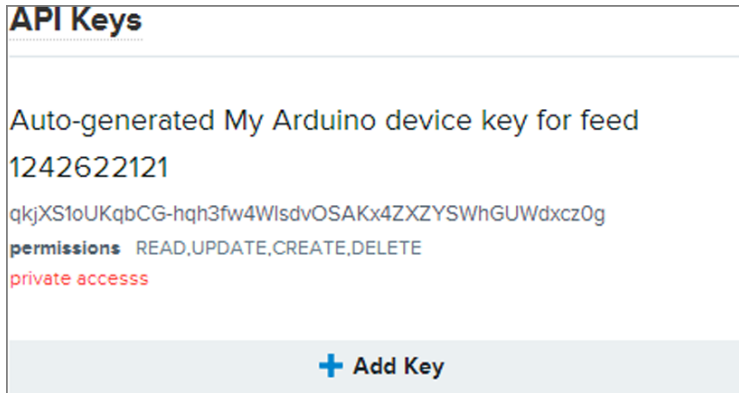 API Keys
Auto-generated My Arduino device key for feed
1242622121
qkjXS1oUKqbCG-hqh3fw4WlsdvOSAKx4ZXZYSWhGUWdxcz0g
permissions READ,UPDATE,CREATE,DELETE
private accesss
Add Key